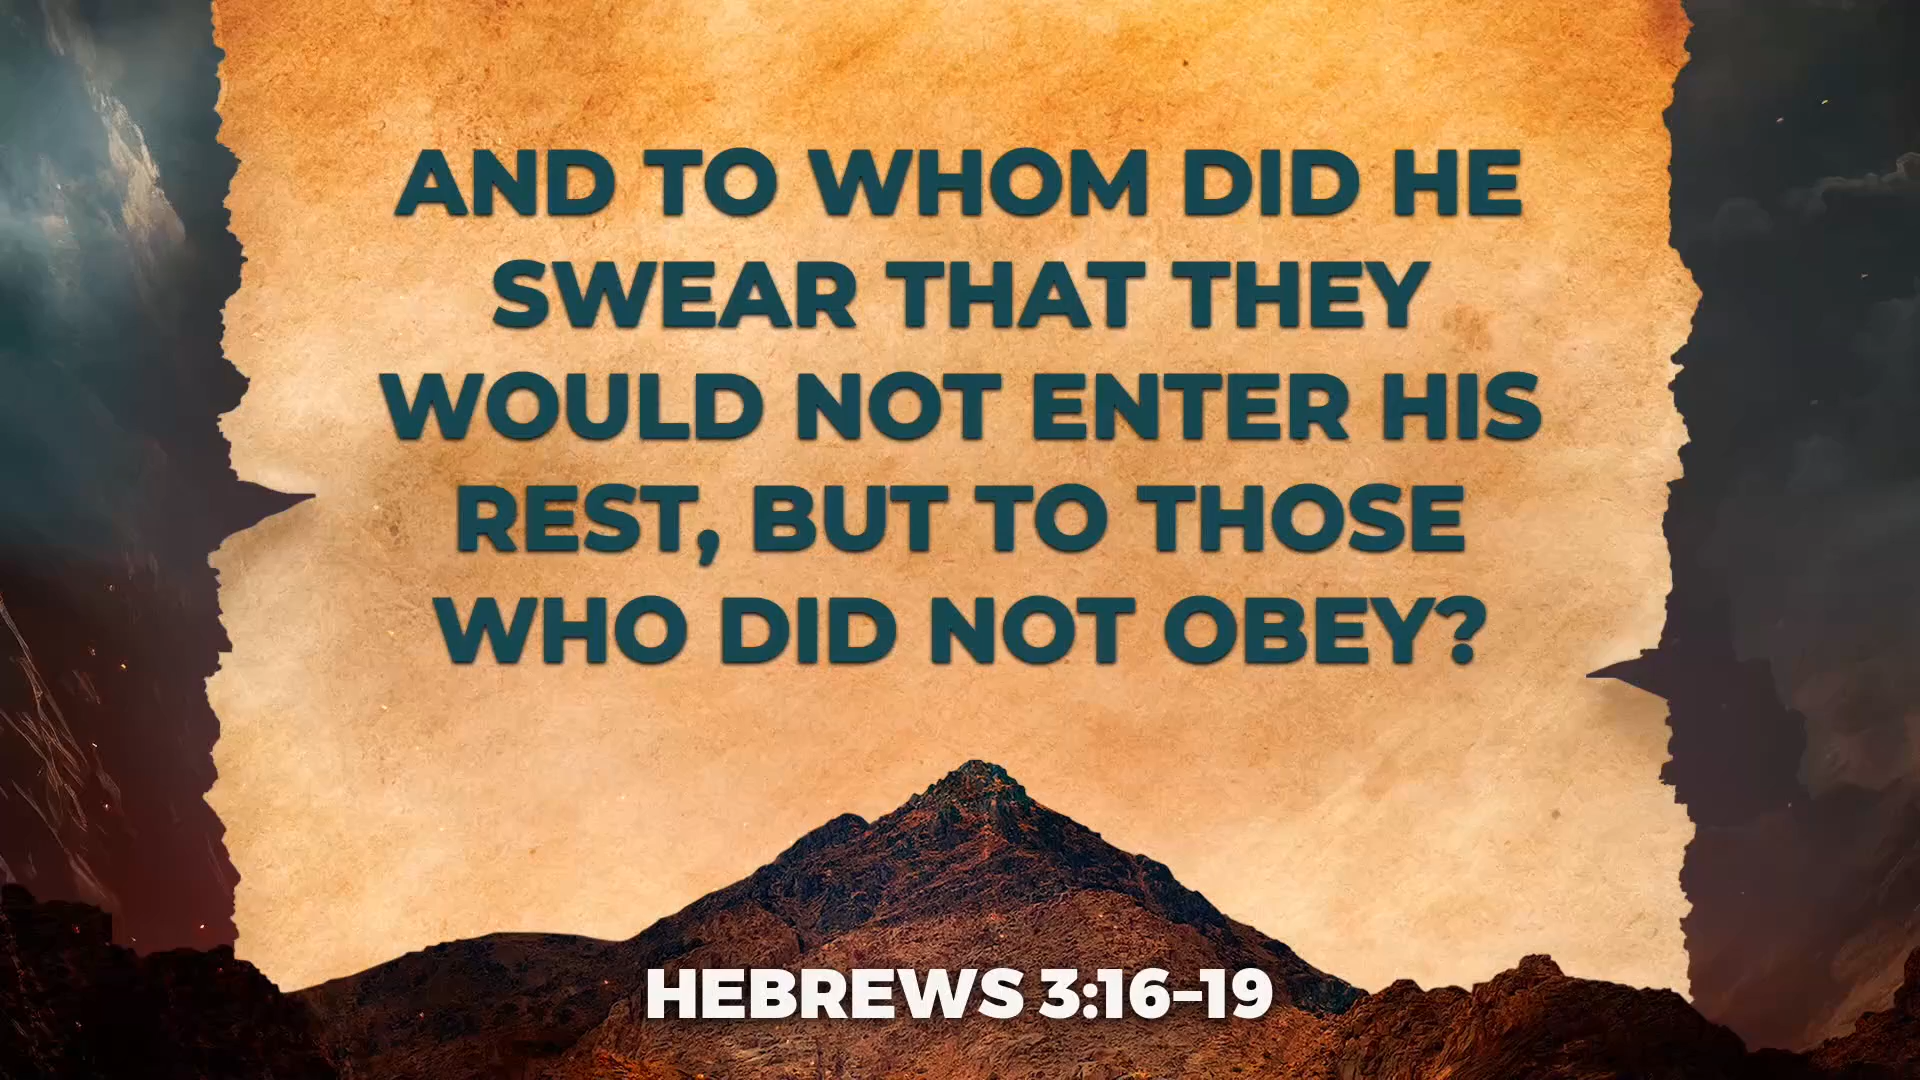 AND TO WHOM DID HE
SWEAR THAT THEY
WOULD NOT ENTER HIS
REST, BUT TO THOSE
WHO DID NOT OBEY?
HEBREWS 3:16–19